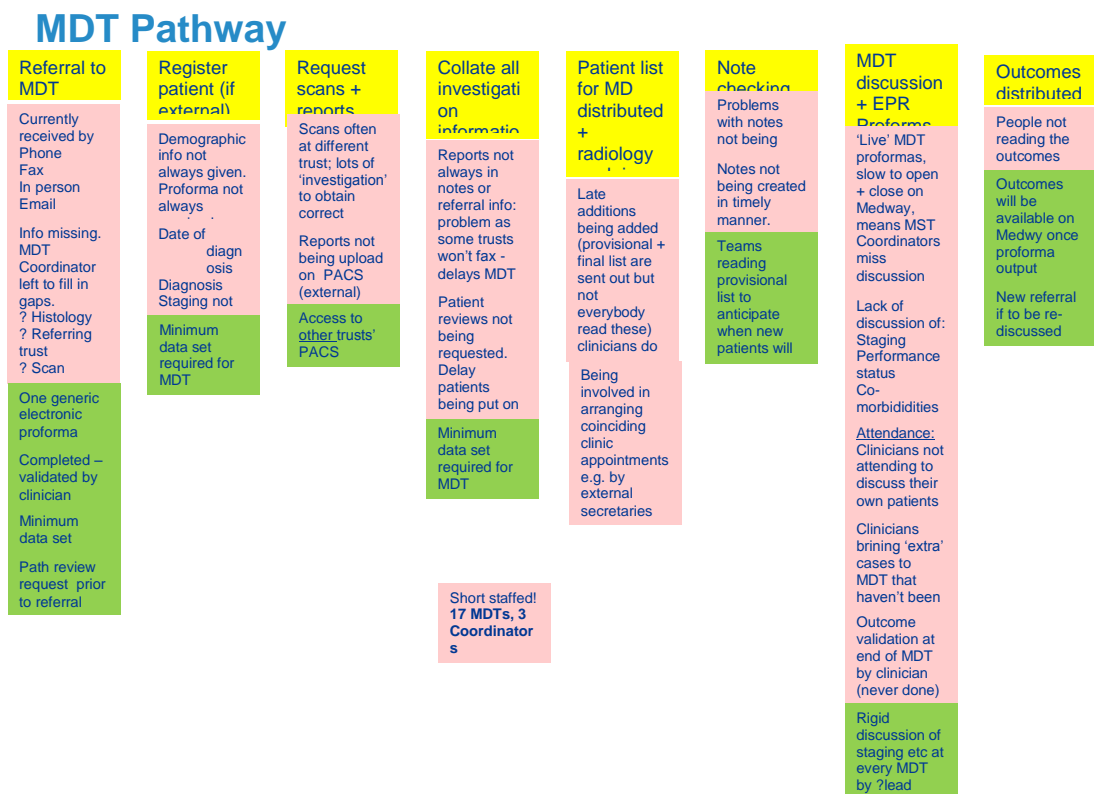 MDT Pathway
Referral to
MDT
Currently
received by
Phone
Fax
In person
Email
Info missing.
MDT
Coordinator
left to fill in
gaps.
? Histology
? Referring
trust
? Scan
One generic
electronic
proforma
Completed –
validated by
clinician
Minimum
data set
Path review
request prior
to referral
Register
patient (if
external)
Demographic
info not
always given.
Proforma not
always
Date of
diagn
osis
Diagnosis
Staging not
Minimum
data set
required for
MDT
Request
scans +
reports
Scans often
at different
trust; lots of
‘investigation’
to obtain
correct
Reports not
being upload
on PACS
(external)
Access to
other trusts’
PACS
Collate all
investigati
on
informatio
Reports not
always in
notes or
referral info:
problem as
some trusts
won’t fax -
delays MDT
Patient
reviews not
being
requested.
Delay
patients
being put on
Minimum
data set
required for
MDT
Short staffed!
17 MDTs, 3
Coordinator
s
Patient list
for MD
distributed
+
radiology
Late
additions
being added
(provisional +
final list are
sent out but
not
everybody
read these)
clinicians do
Being
involved in
arranging
coinciding
clinic
appointments
e.g. by
external
secretaries
Note
checking
Problems
with notes
not being
Notes not
being created
in timely
manner.
Teams
reading
provisional
list to
anticipate
when new
patients will
MDT
discussion
+ EPR
Proforma
‘Live’ MDT
proformas,
slow to open
+ close on
Medway,
means MST
Coordinators
miss
discussion
Lack of
discussion of:
Staging
Performance
status
Co-
morbididities
Attendance:
Clinicians not
attending to
discuss their
own patients
Clinicians
brining ‘extra’
cases to
MDT that
haven’t been
Outcome
validation at
end of MDT
by clinician
(never done)
Rigid
discussion of
staging etc at
every MDT
by ?lead
Outcomes
distributed
People not
reading the
outcomes
Outcomes
will be
available on
Medwy once
proforma
output
New referral
if to be re-
discussed